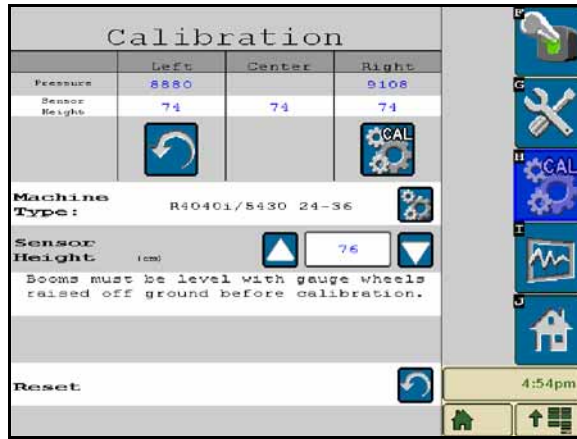 Calibration
Left Center Right
Pressure 8880 9108
Sensor Height 74 74 74
CAL
Machine Type: R4040i/5430 24-36
Sensor Height (cm) 76
Booms must be level with gauge wheels
raised off ground before calibration.
Reset
F
G
H
CAL
I
J
4:54pm